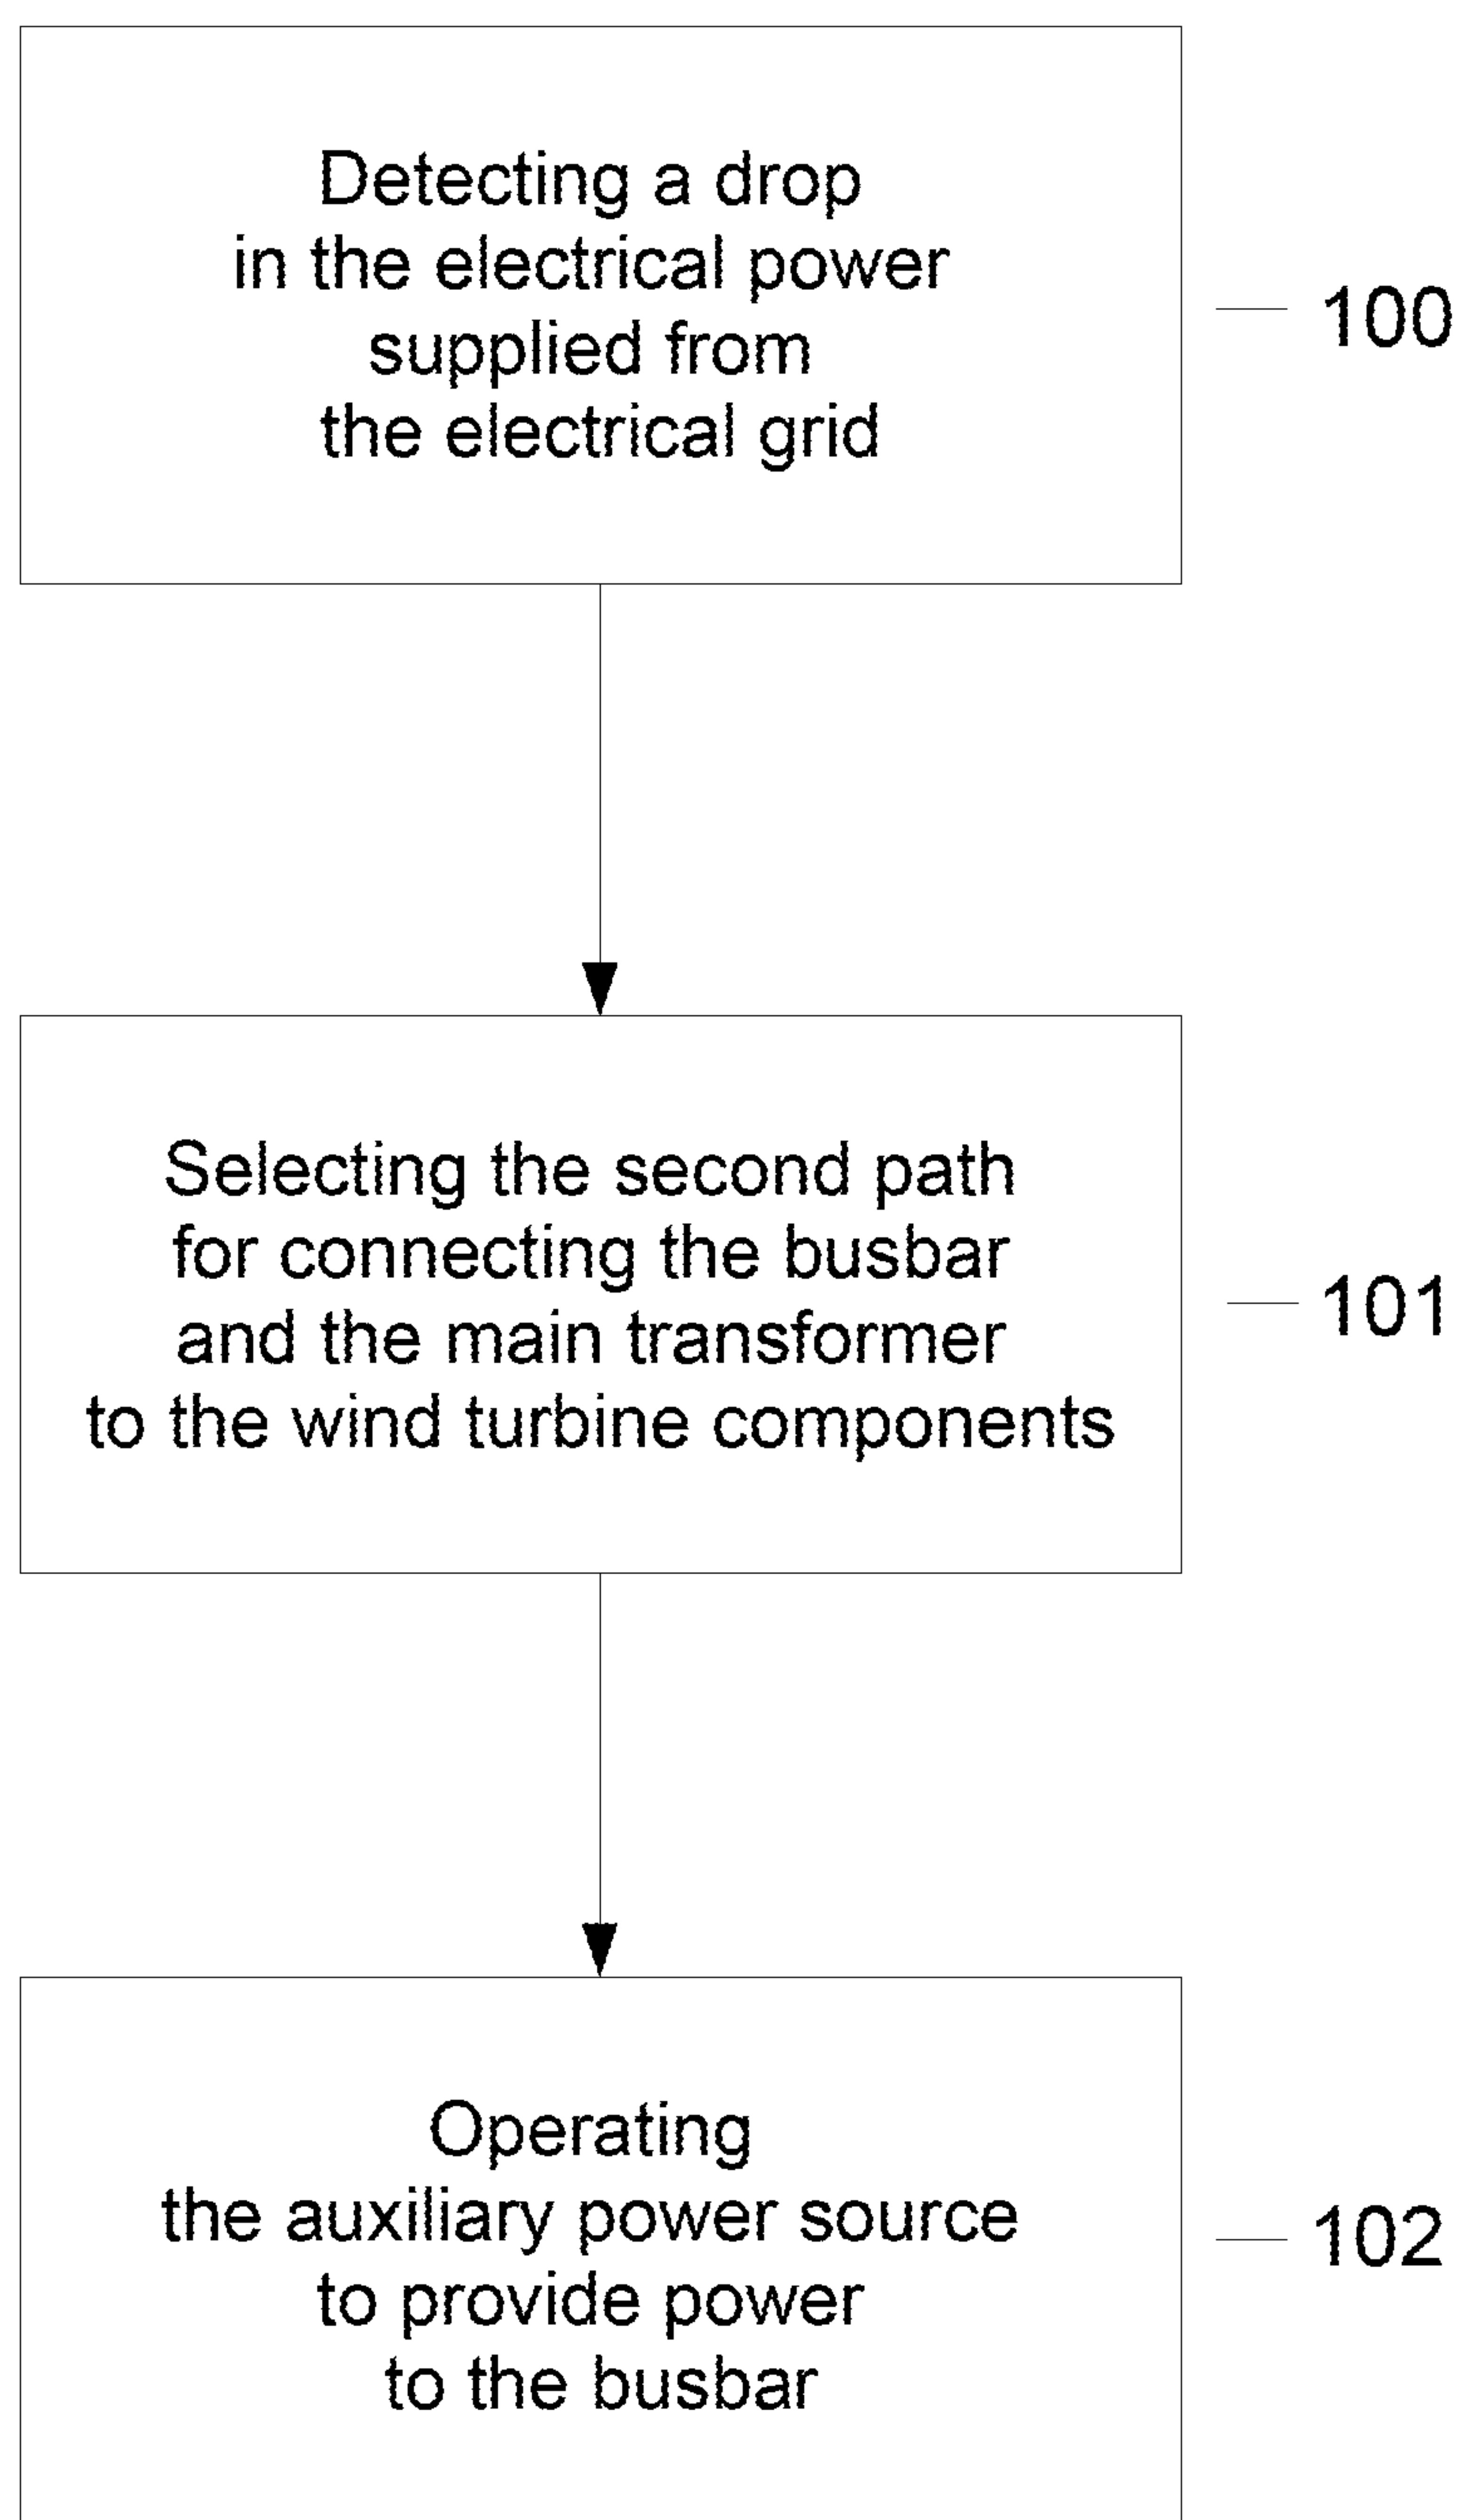 Detecting a drop
in the electrical power
supplied from
the electrical grid
100
Selecting the second path
for connecting the busbar
and the main transformer
to the wind turbine components
101
Operating
the auxiliary power source
to provide power
to the busbar
102